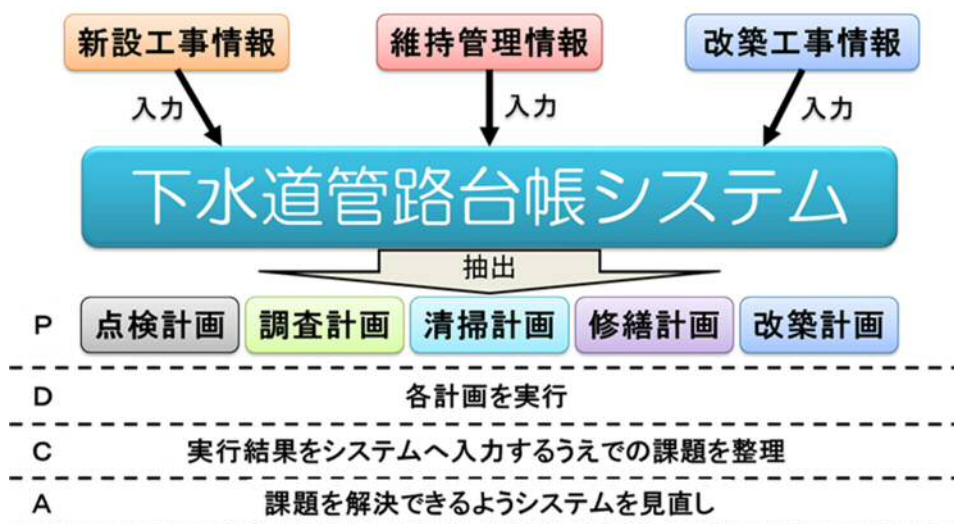 新設工事情報 維持管理情報 改築工事情報
入力 入力 入力
下水道管路台帳システム
抽出
P 点検計画 調査計画 清掃計画 修繕計画 改築計画
D 各計画を実行
C 実行結果をシステムへ入力するうえでの課題を整理
A 課題を解決できるようシステムを見直し